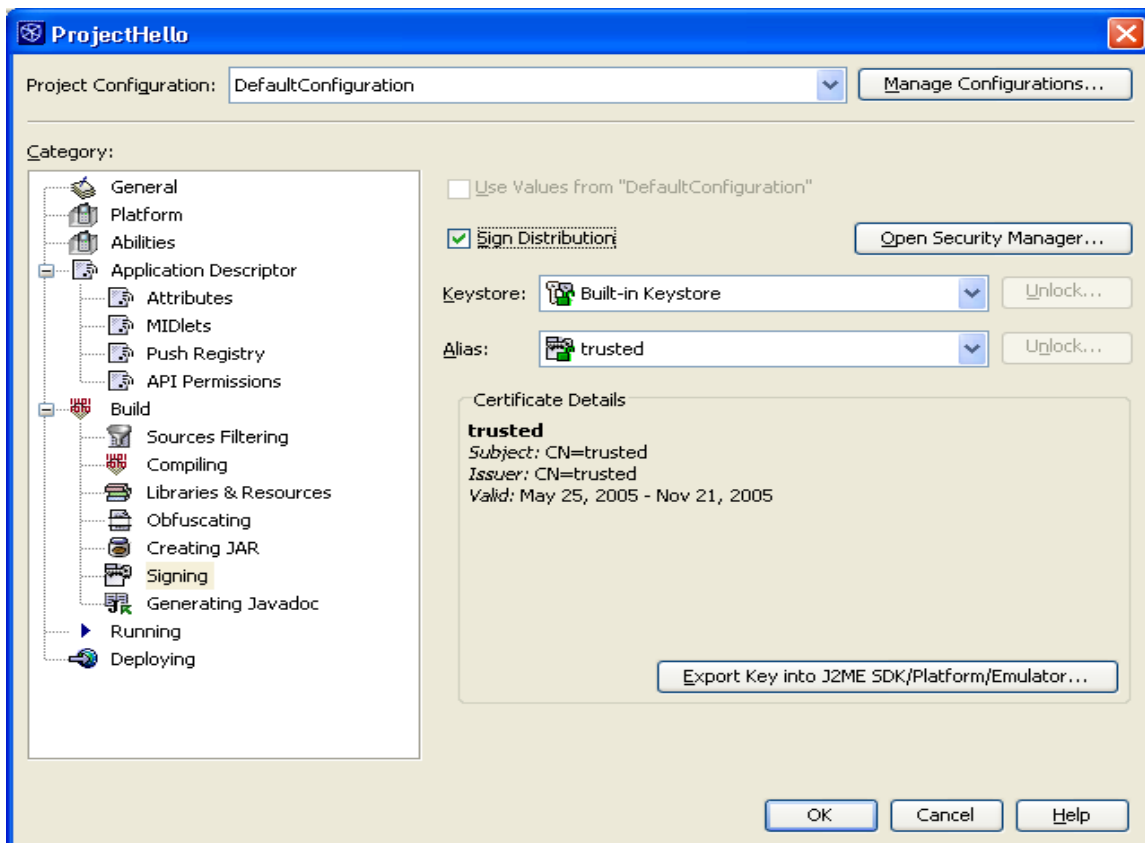 ProjectHello
Project Configuration: DefaultConfiguration Manage Configurations...
Category:
General
Platform
Abilities
Application Descriptor
Attributes
MIDlets
Push Registry
API Permissions
Build
Sources Filtering
Compiling
Libraries & Resources
Obfuscating
Creating JAR
Signing
Generating Javadoc
Running
Deploying
Use Values from "DefaultConfiguration"
Sign Distribution Open Security Manager...
Keystore: Built-in Keystore Unlock...
Alias: trusted Unlock...
Certificate Details
trusted
Subject: CN=trusted
Issuer: CN=trusted
Valid: May 25, 2005 - Nov 21, 2005
Export Key into J2ME SDK/Platform/Emulator...
OK Cancel Help